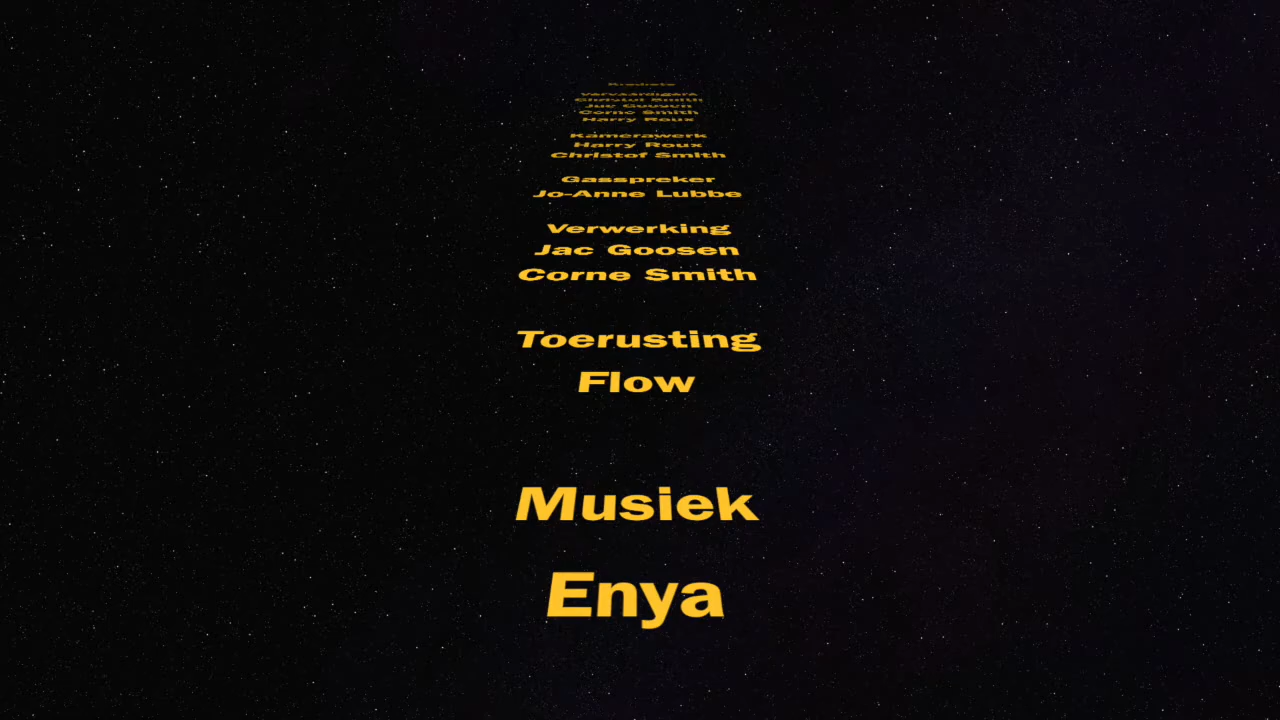 Krediete
Vervaardigers
Christof Smith
Jac Goosen
Corne Smith
Harry Roux
Kamerawerk
Harry Roux
Christof Smith
Gasspreker
Jo-Anne Lubbe
Verwerking
Jac Goosen
Corne Smith
Toerusting
Flow
Musiek
Enya